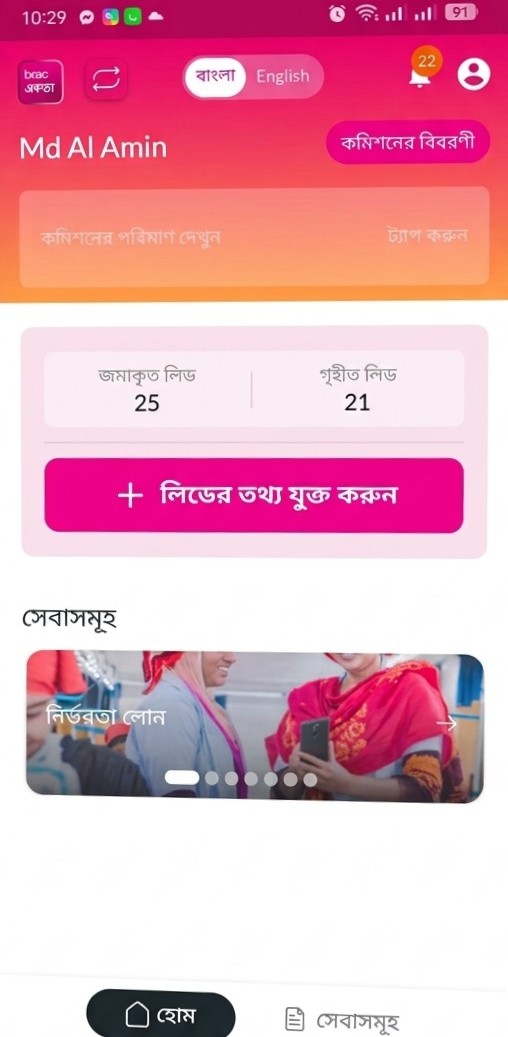 10:29
91
brac
একতা
বাংলা English
22
Md Al Amin
কমিশনের বিবরণী
কমিশনের পরিমাণ দেখুন
ট্যাপ করুন
জমাকৃত লিড
25
গৃহীত লিড
21
+ লিডের তথ্য যুক্ত করুন
সেবাসমূহ
নির্ভরতা লোন
হোম
সেবাসমূহ